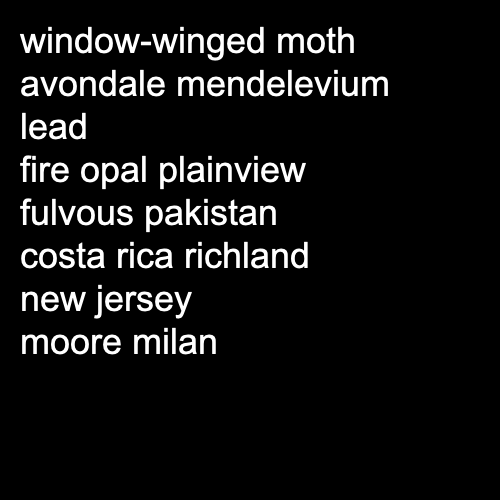 window-winged moth
avondale mendelevium
lead
fire opal plainview
fulvous pakistan
costa rica richland
new jersey
moore milan